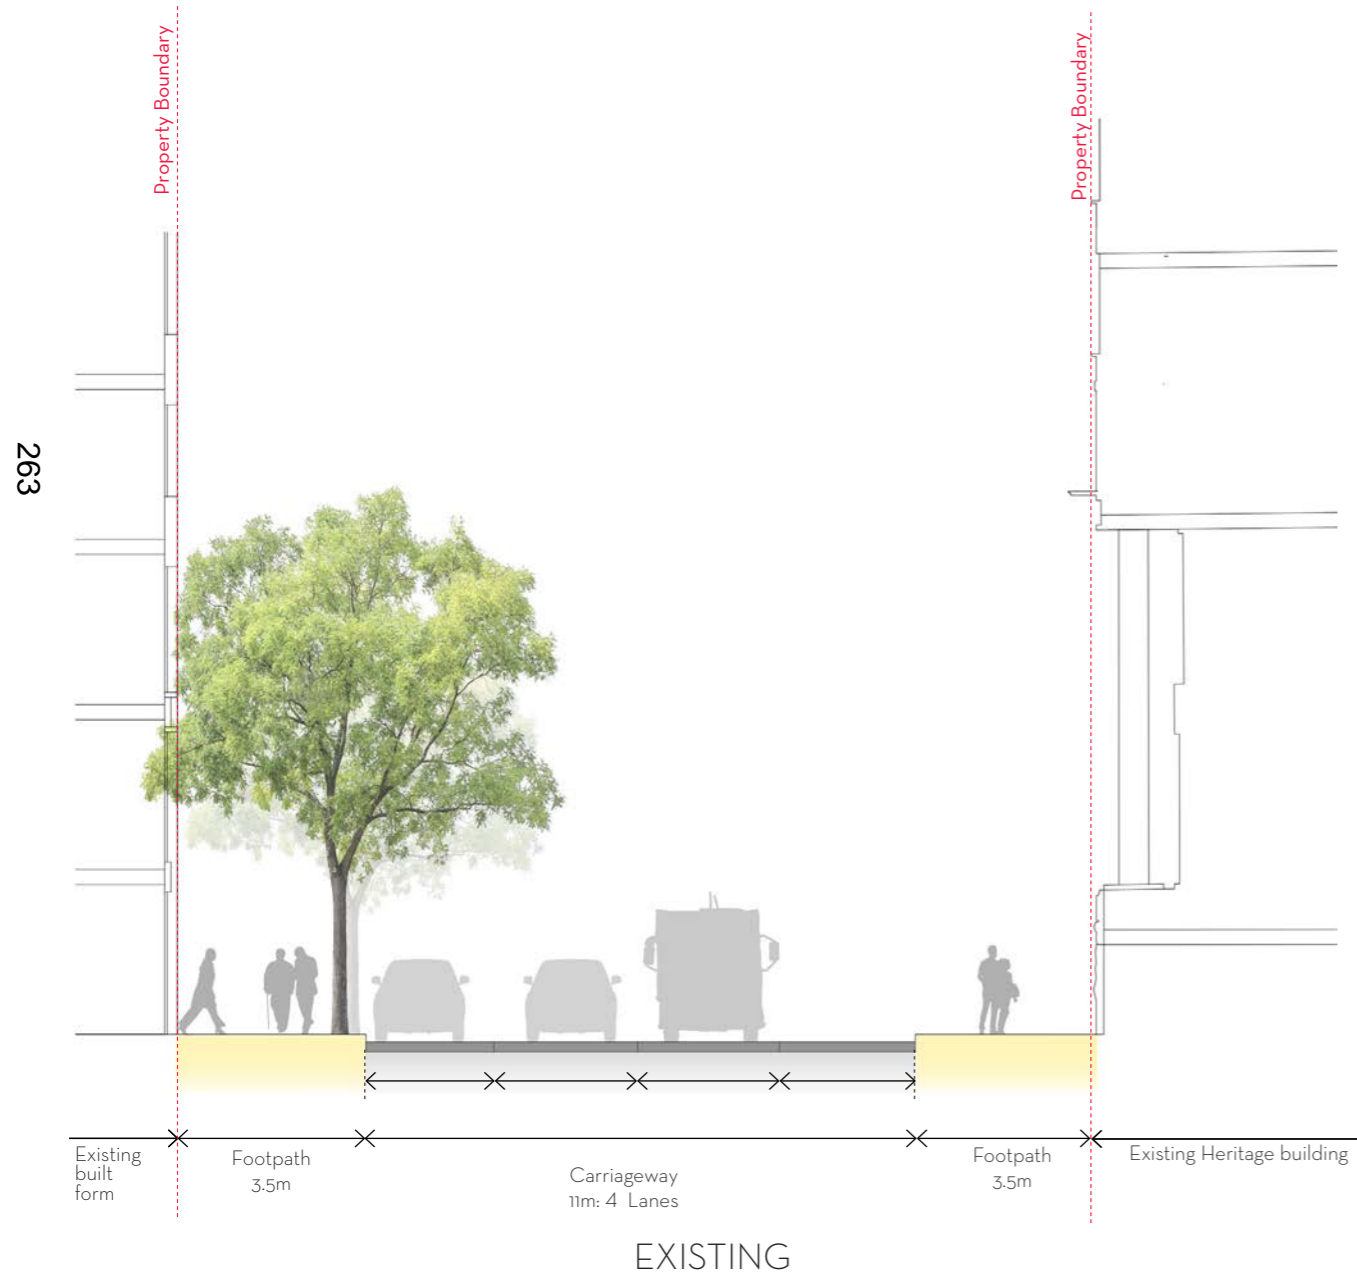 Property Boundary
Property Boundary
263
Existing
built
form
Footpath
3.5m
Carriageway
11m: 4 Lanes
Footpath
3.5m
Existing Heritage building
EXISTING